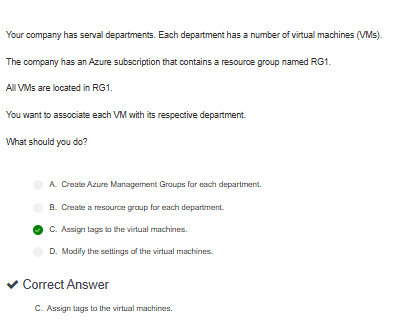 Your company has serval departments. Each department has a number of virtual machines (VMs).
The company has an Azure subscription that contains a resource group named RG1.
All VMs are located in RG1.
You want to associate each VM with its respective department.
What should you do?
A. Create Azure Management Groups for each department.
B. Create a resource group for each department.
C. Assign tags to the virtual machines.
D. Modify the settings of the virtual machines.
Correct Answer
C. Assign tags to the virtual machines.